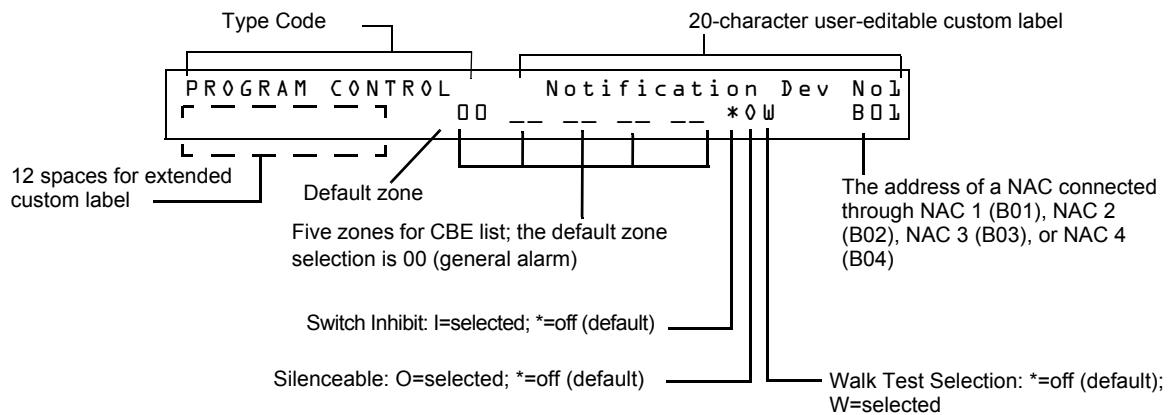 Type Code
20-character user-editable custom label
PROGRAM CONTROL Notification Dev No1
00 __ __ __ __ *0W B01
12 spaces for extended
custom label
Default zone
Five zones for CBE list; the default zone
selection is 00 (general alarm)
The address of a NAC connected
through NAC 1 (B01), NAC 2
(B02), NAC 3 (B03), or NAC 4
(B04)
Switch Inhibit: I=selected; *=off (default)
Silenceable: O=selected; *=off (default)
Walk Test Selection: *=off (default);
W=selected